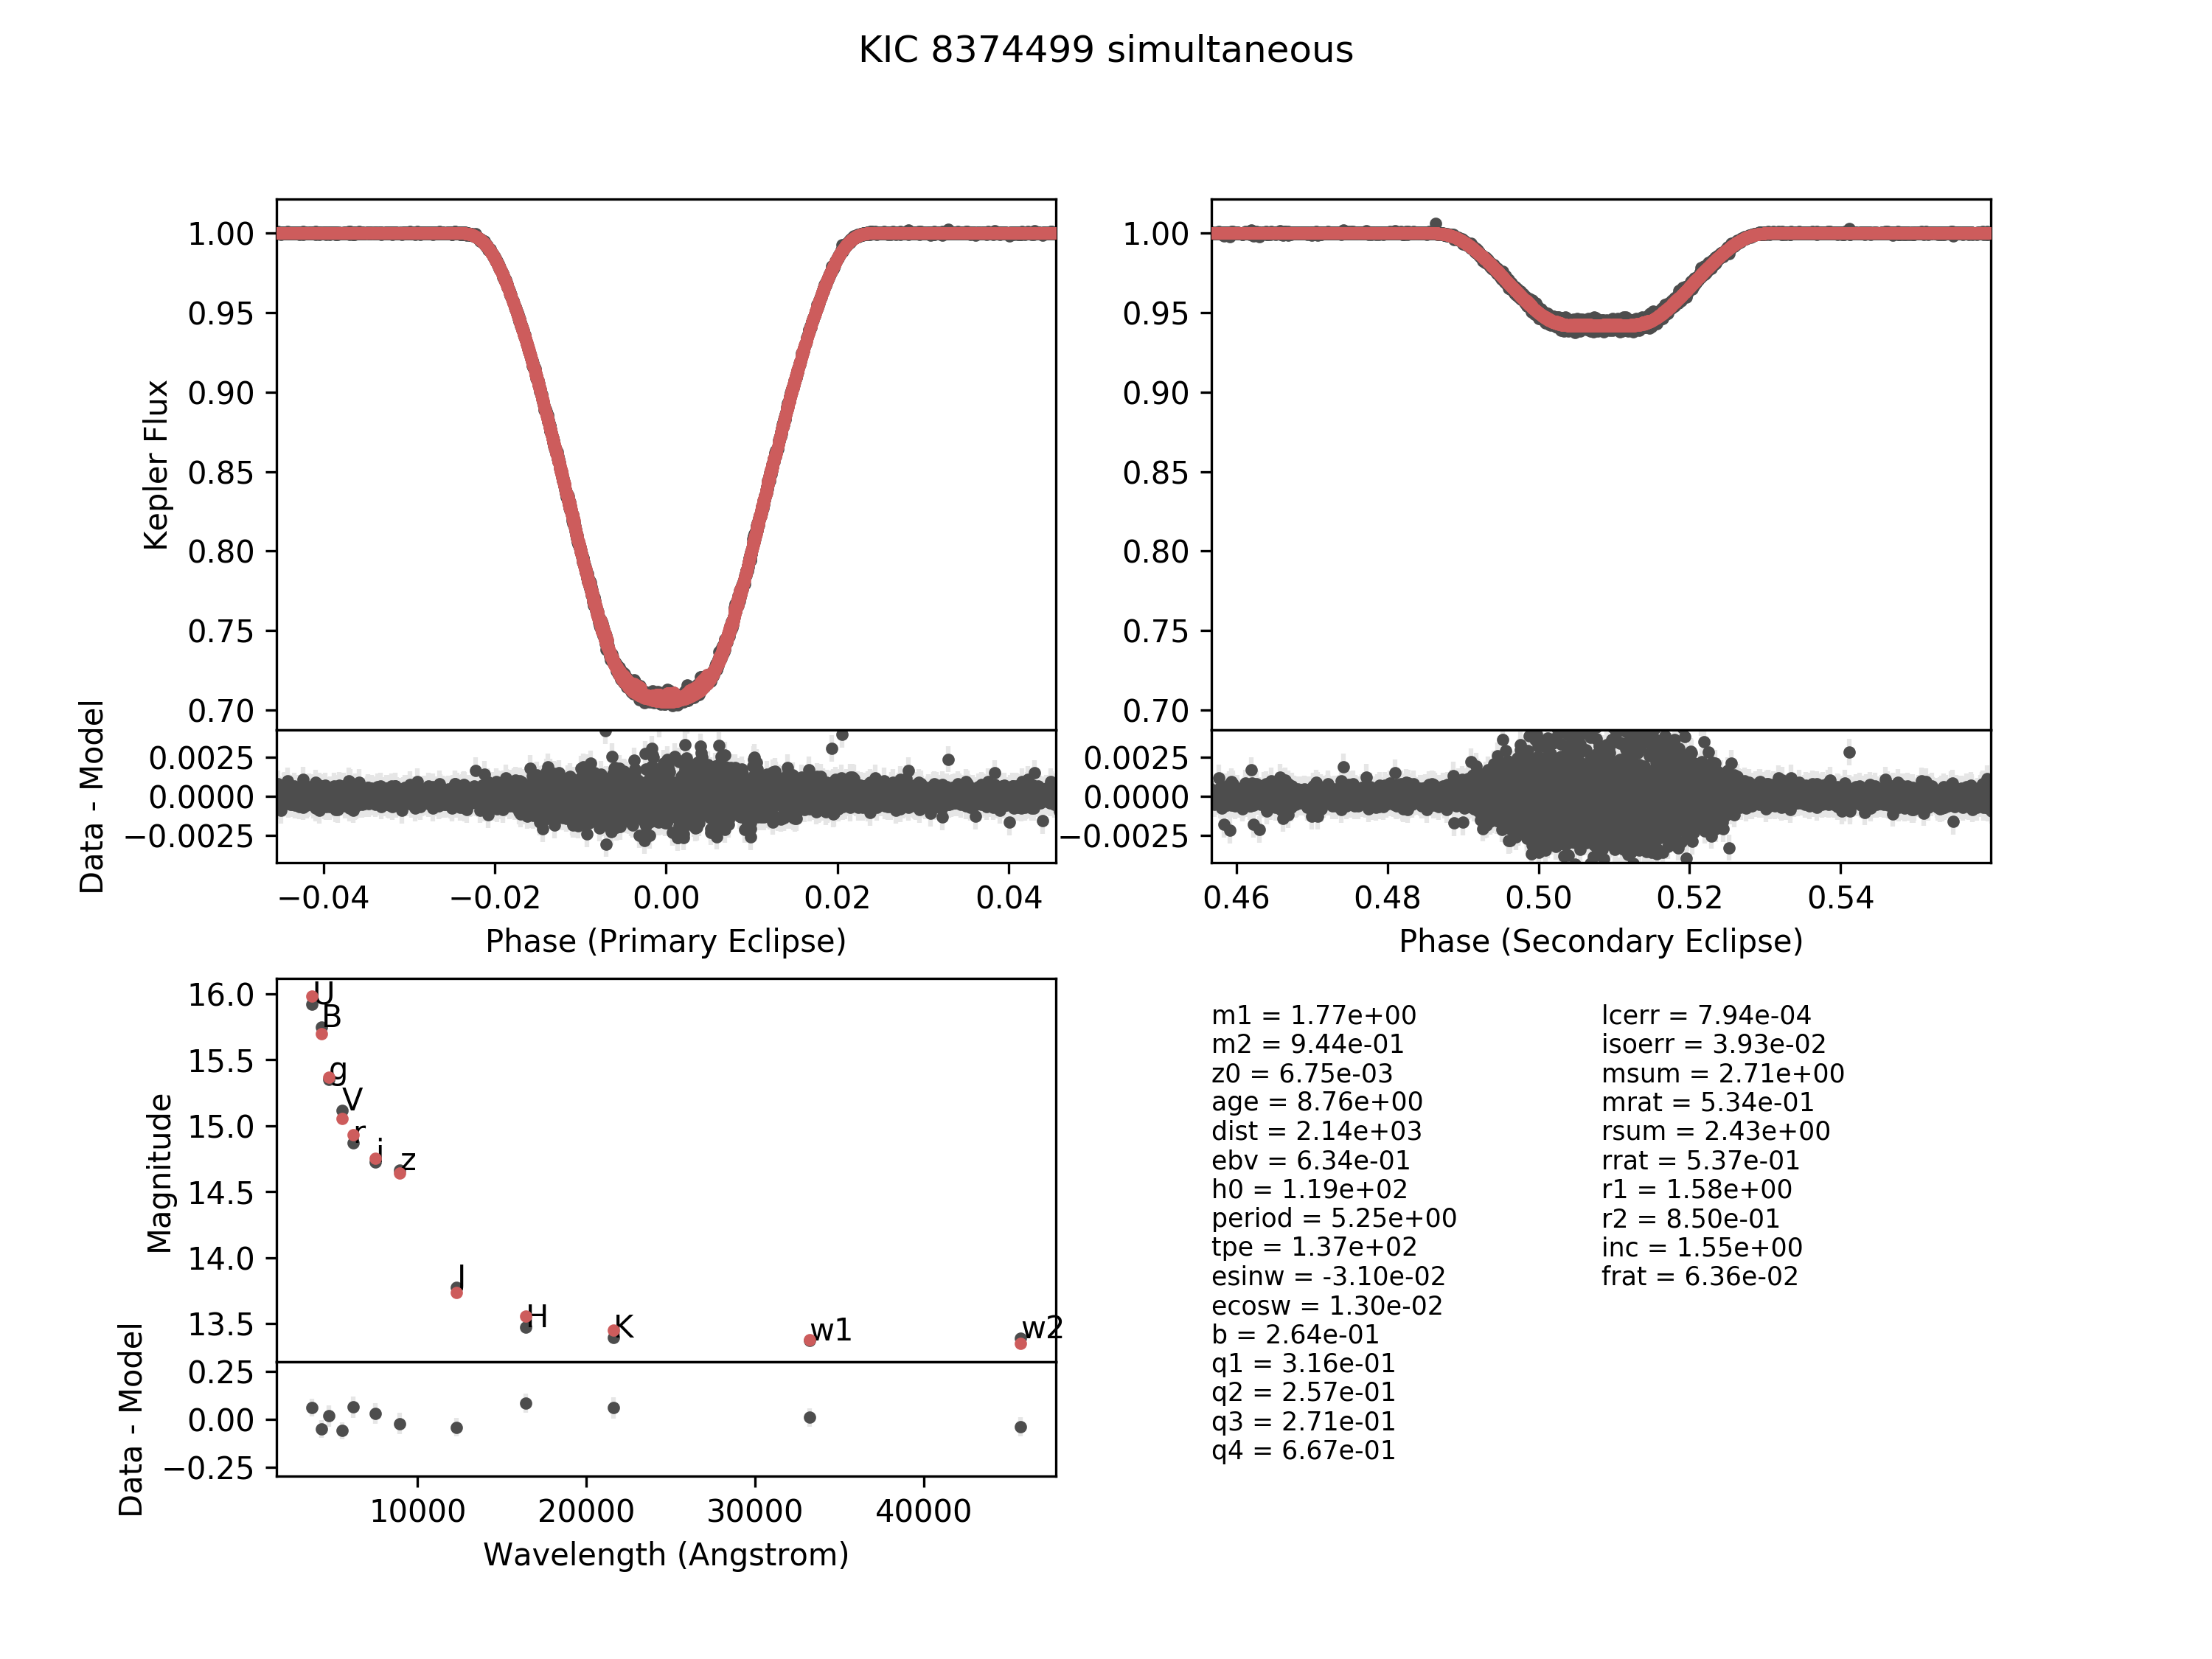 KIC 8374499 simultaneous
1.00
0.95
0.90
0.85
0.80
0.75
0.70
Kepler Flux
0.0025
0.0000
−0.0025
Data - Model
−0.04 −0.02 0.00 0.02 0.04
Phase (Primary Eclipse)
1.00
0.95
0.90
0.85
0.80
0.75
0.70
0.0025
0.0000
−0.0025
0.46 0.48 0.50 0.52 0.54
Phase (Secondary Eclipse)
16.0
15.5
15.0
14.5
14.0
13.5
Magnitude
U
B
g
V
r
i
z
J
H
K
w1
w2
0.25
0.00
−0.25
Data - Model
10000 20000 30000 40000
Wavelength (Angstrom)
m1 = 1.77e+00
m2 = 9.44e-01
z0 = 6.75e-03
age = 8.76e+00
dist = 2.14e+03
ebv = 6.34e-01
h0 = 1.19e+02
period = 5.25e+00
tpe = 1.37e+02
esinw = -3.10e-02
ecosw = 1.30e-02
b = 2.64e-01
q1 = 3.16e-01
q2 = 2.57e-01
q3 = 2.71e-01
q4 = 6.67e-01
lcerr = 7.94e-04
isoerr = 3.93e-02
msum = 2.71e+00
mrat = 5.34e-01
rsum = 2.43e+00
rrat = 5.37e-01
r1 = 1.58e+00
r2 = 8.50e-01
inc = 1.55e+00
frat = 6.36e-02